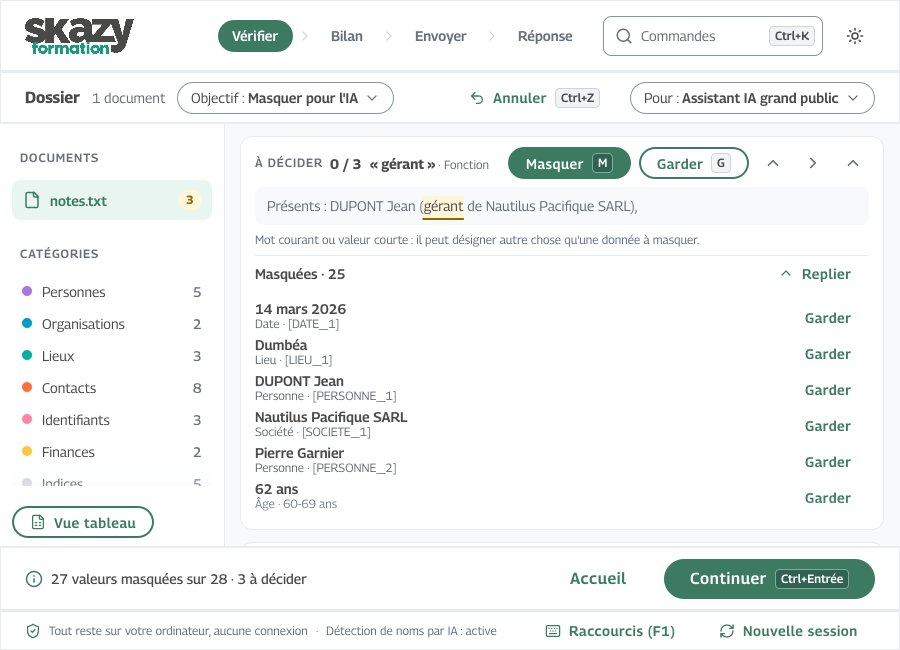 skazy
formation
Vérifier
Bilan
Envoyer
Réponse
Commandes Ctrl+K
Dossier 1 document
Objectif : Masquer pour l'IA
Annuler Ctrl+Z
Pour : Assistant IA grand public
DOCUMENTS
notes.txt 3
CATÉGORIES
Personnes 5
Organisations 2
Lieux 3
Contacts 8
Identifiants 3
Finances 2
Indices 5
Vue tableau
À DÉCIDER 0 / 3 « gérant » · Fonction
Masquer M
Garder G
Présents : DUPONT Jean (gérant de Nautilus Pacifique SARL),
Mot courant ou valeur courte : il peut désigner autre chose qu'une donnée à masquer.
Masquées · 25
Replier
14 mars 2026
Date · [DATE_1]
Garder
Dumbéa
Lieu · [LIEU_1]
Garder
DUPONT Jean
Personne · [PERSONNE_1]
Garder
Nautilus Pacifique SARL
Société · [SOCIETE_1]
Garder
Pierre Garnier
Personne · [PERSONNE_2]
Garder
62 ans
Âge · 60-69 ans
Garder
27 valeurs masquées sur 28 · 3 à décider
Accueil
Continuer Ctrl+Entrée
Tout reste sur votre ordinateur, aucune connexion · Détection de noms par IA : active
Raccourcis (F1)
Nouvelle session